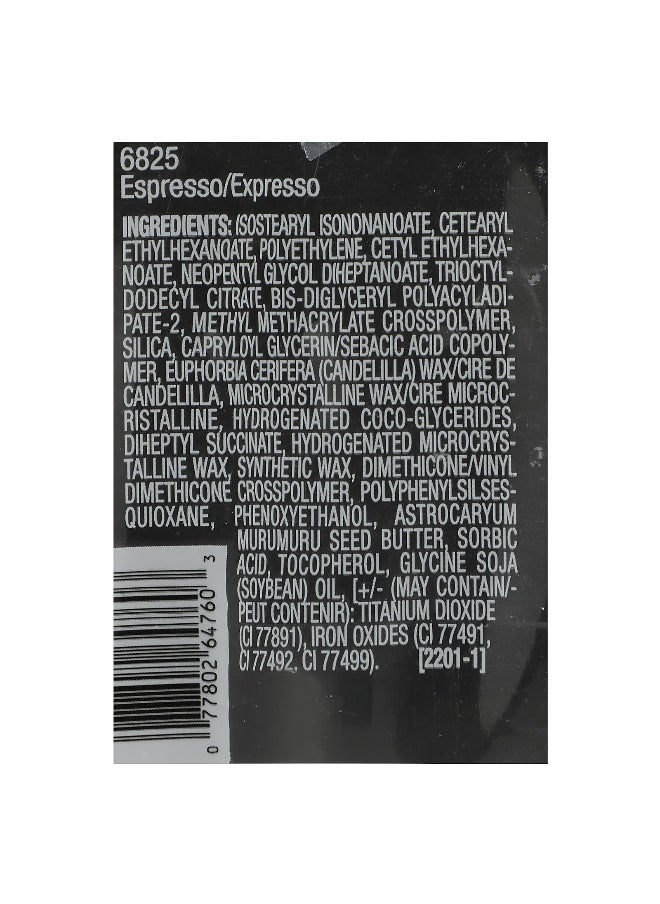 6825
Espresso/Expresso
INGREDIENTS: ISOSTEARYL ISONONANOATE, CETEARYL
ETHYLHEXANOATE, POLYETHYLENE, CETYL ETHYLHEXA-
NOATE, NEOPENTYL GLYCOL DIHEPTANOATE, TRIOCTYL-
DODECYL CITRATE, BIS-DIGLYCERYL POLYACYLADI-
PATE-2, METHYL METHACRYLATE CROSSPOLYMER,
SILICA, CAPRYLOYL GLYCERIN/SEBACIC ACID COPOLY-
MER, EUPHORBIA CERIFERA (CANDELILLA) WAX/CIRE DE
CANDELILLA, MICROCRYSTALLINE WAX/CIRE MICROC-
RISTALLINE, HYDROGENATED COCO-GLYCERIDES,
DIHEPTYL SUCCINATE, HYDROGENATED MICROCRYS-
TALLINE WAX, SYNTHETIC WAX, DIMETHICONE/VINYL
DIMETHICONE CROSSPOLYMER, POLYPHENYLSILSES-
QUIOXANE, PHENOXYETHANOL, ASTROCARYUM
MURUMURU SEED BUTTER, SORBIC
ACID, TOCOPHEROL, GLYCINE SOJA
(SOYBEAN) OIL, [+/- (MAY CONTAIN/-
PEUT CONTENIR): TITANIUM DIOXIDE
(CI 77891), IRON OXIDES (CI 77491,
CI 77492, CI 77499). [2201-1]
0 77802 64760 3